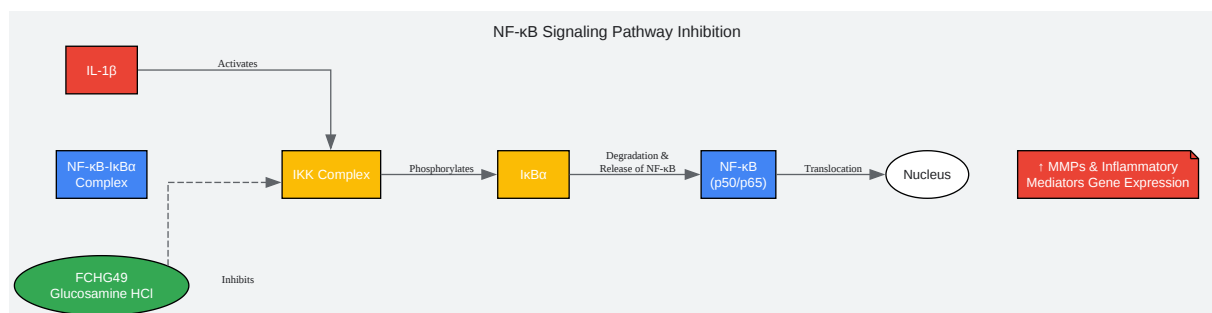 NF-κB Signaling Pathway Inhibition
IL-1β
Activates
NF-κB-IκBα
Complex
IKK Complex
Phosphorylates
IκBα
Degradation &
Release of NF-κB
NF-κB
(p50/p65)
Translocation
Nucleus
↑ MMPs & Inflammatory
Mediators Gene Expression
FCHG49
Glucosamine HCl
Inhibits